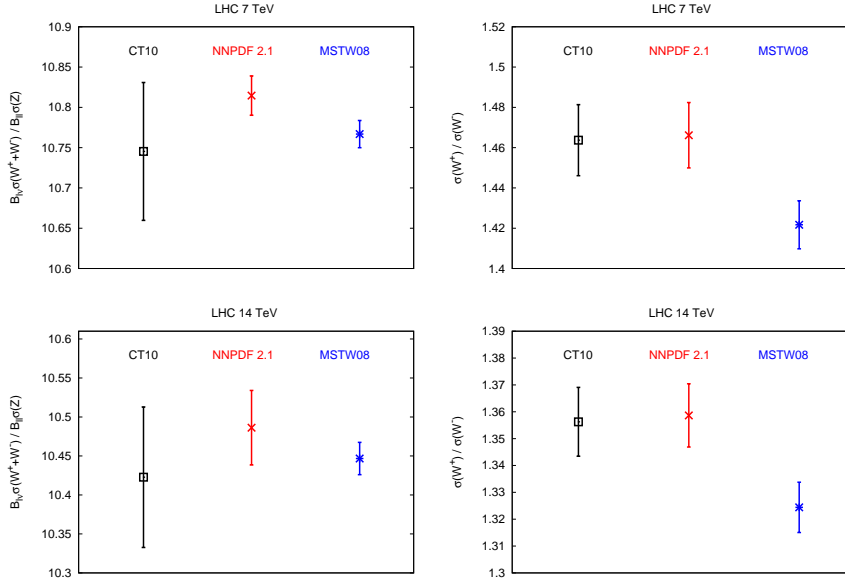 LHC 7 TeV
B_lν σ(W⁺+W⁻) / B_ll σ(Z)
10.9
10.85
10.8
10.75
10.7
10.65
10.6
CT10 NNPDF 2.1 MSTW08
LHC 7 TeV
σ(W⁺) / σ(W⁻)
1.52
1.5
1.48
1.46
1.44
1.42
1.4
CT10 NNPDF 2.1 MSTW08
LHC 14 TeV
B_lν σ(W⁺+W⁻) / B_ll σ(Z)
10.6
10.55
10.5
10.45
10.4
10.35
10.3
CT10 NNPDF 2.1 MSTW08
LHC 14 TeV
σ(W⁺) / σ(W⁻)
1.39
1.38
1.37
1.36
1.35
1.34
1.33
1.32
1.31
1.3
CT10 NNPDF 2.1 MSTW08